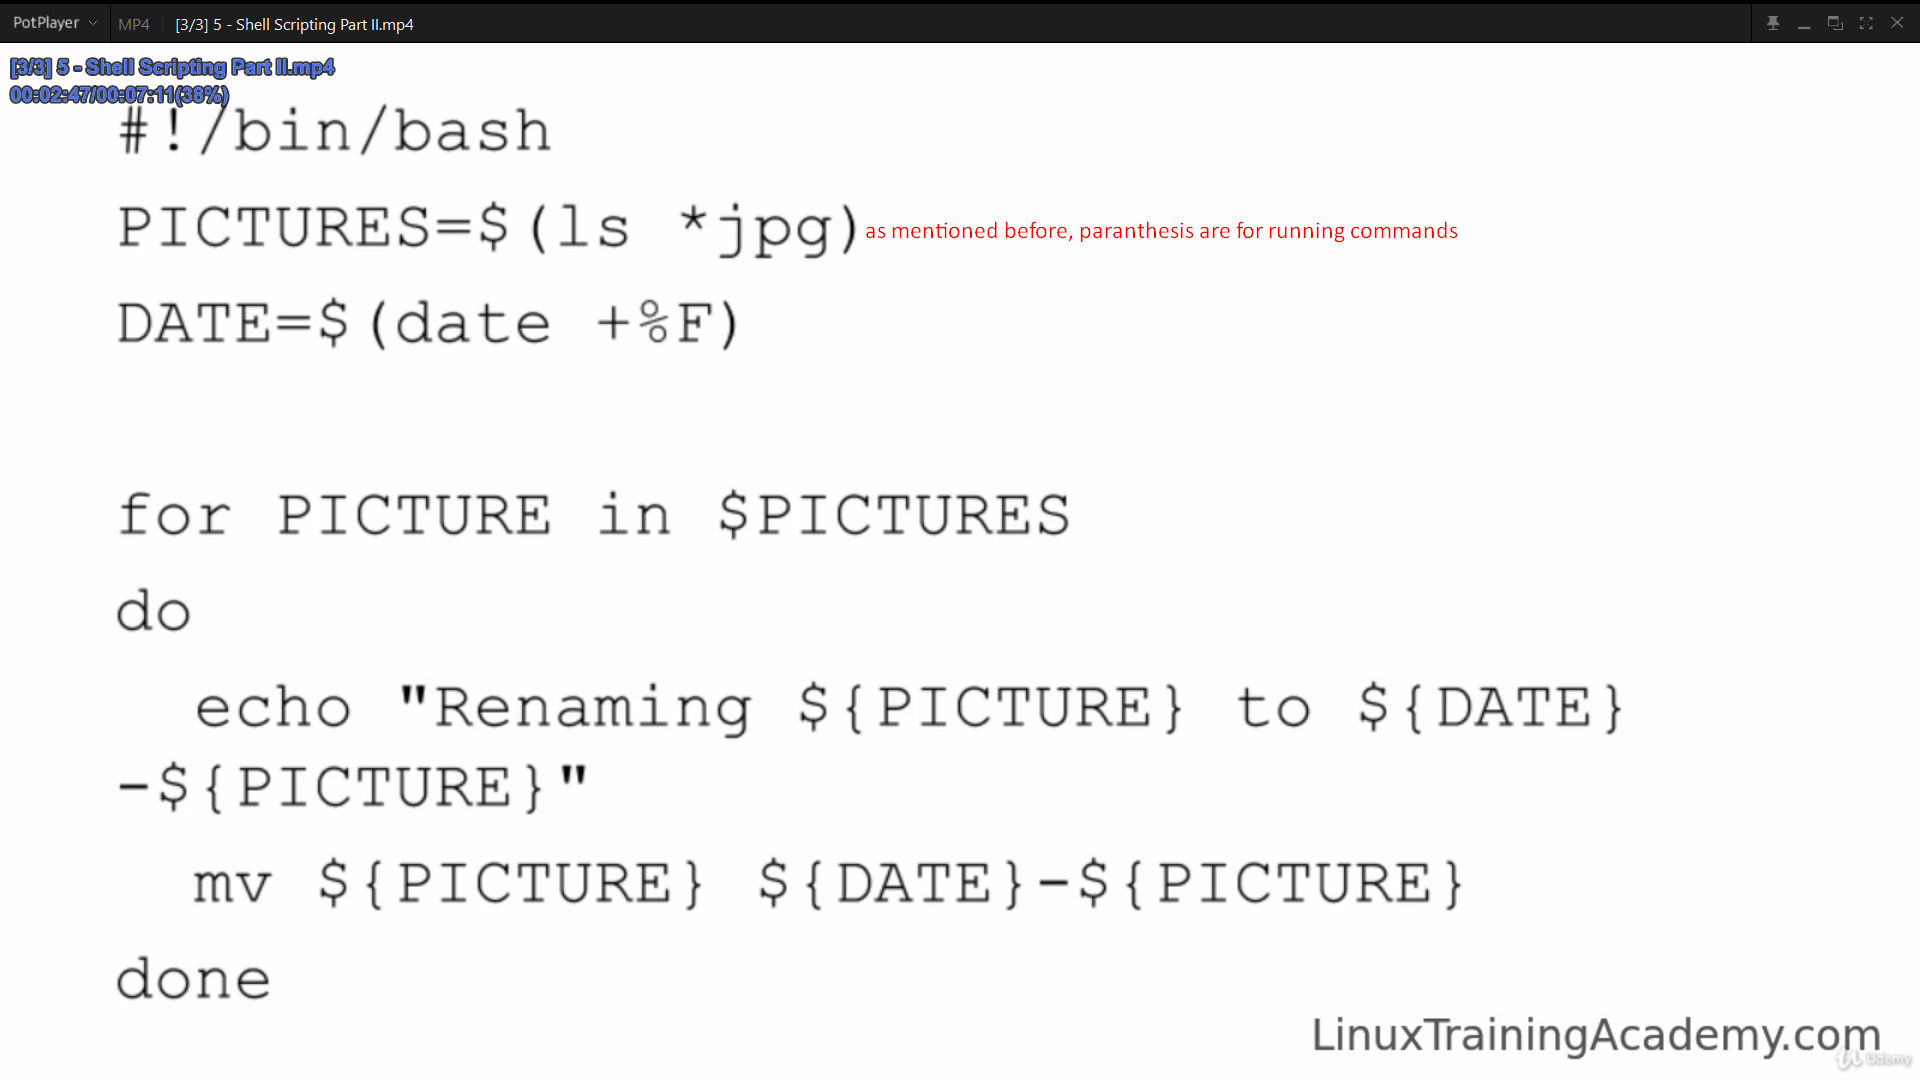 PotPlayer MP4 [3/3] 5 - Shell Scripting Part II.mp4
[3/3] 5 - Shell Scripting Part II.mp4
00:02:47/00:07:11(38%)
#!/bin/bash
PICTURES=$(ls *jpg) as mentioned before, paranthesis are for running commands
DATE=$(date +%F)
for PICTURE in $PICTURES
do
echo "Renaming ${PICTURE} to ${DATE}
-${PICTURE}"
mv ${PICTURE} ${DATE}-${PICTURE}
done
LinuxTrainingAcademy.com
Udemy